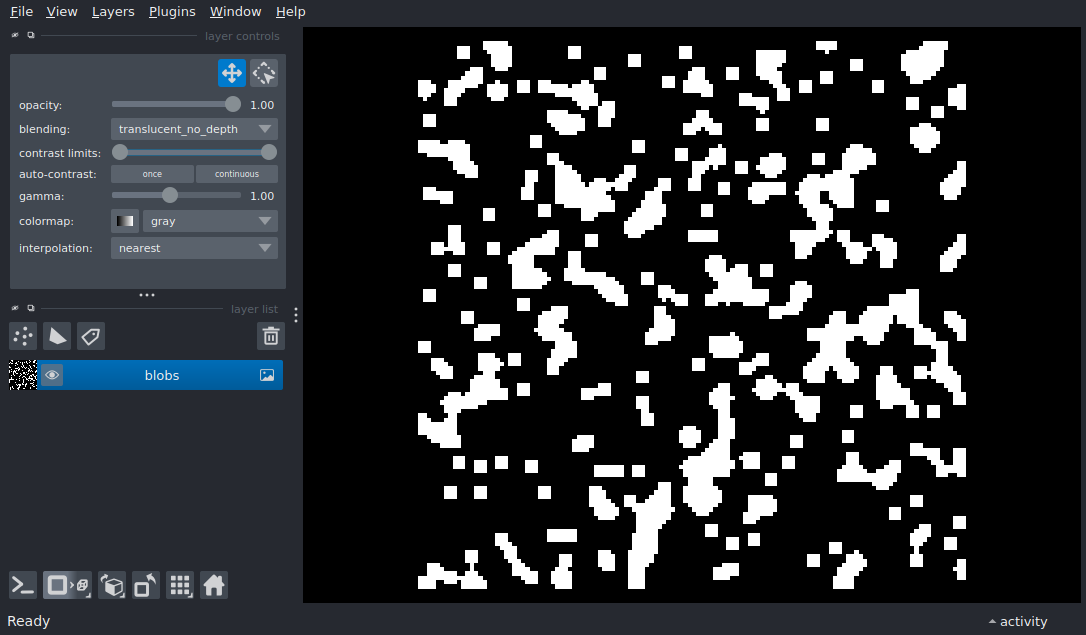 File View Layers Plugins Window Help
layer controls
opacity: 1.00
blending: translucent_no_depth
contrast limits:
auto-contrast: once continuous
gamma: 1.00
colormap: gray
interpolation: nearest
layer list
blobs
Ready activity